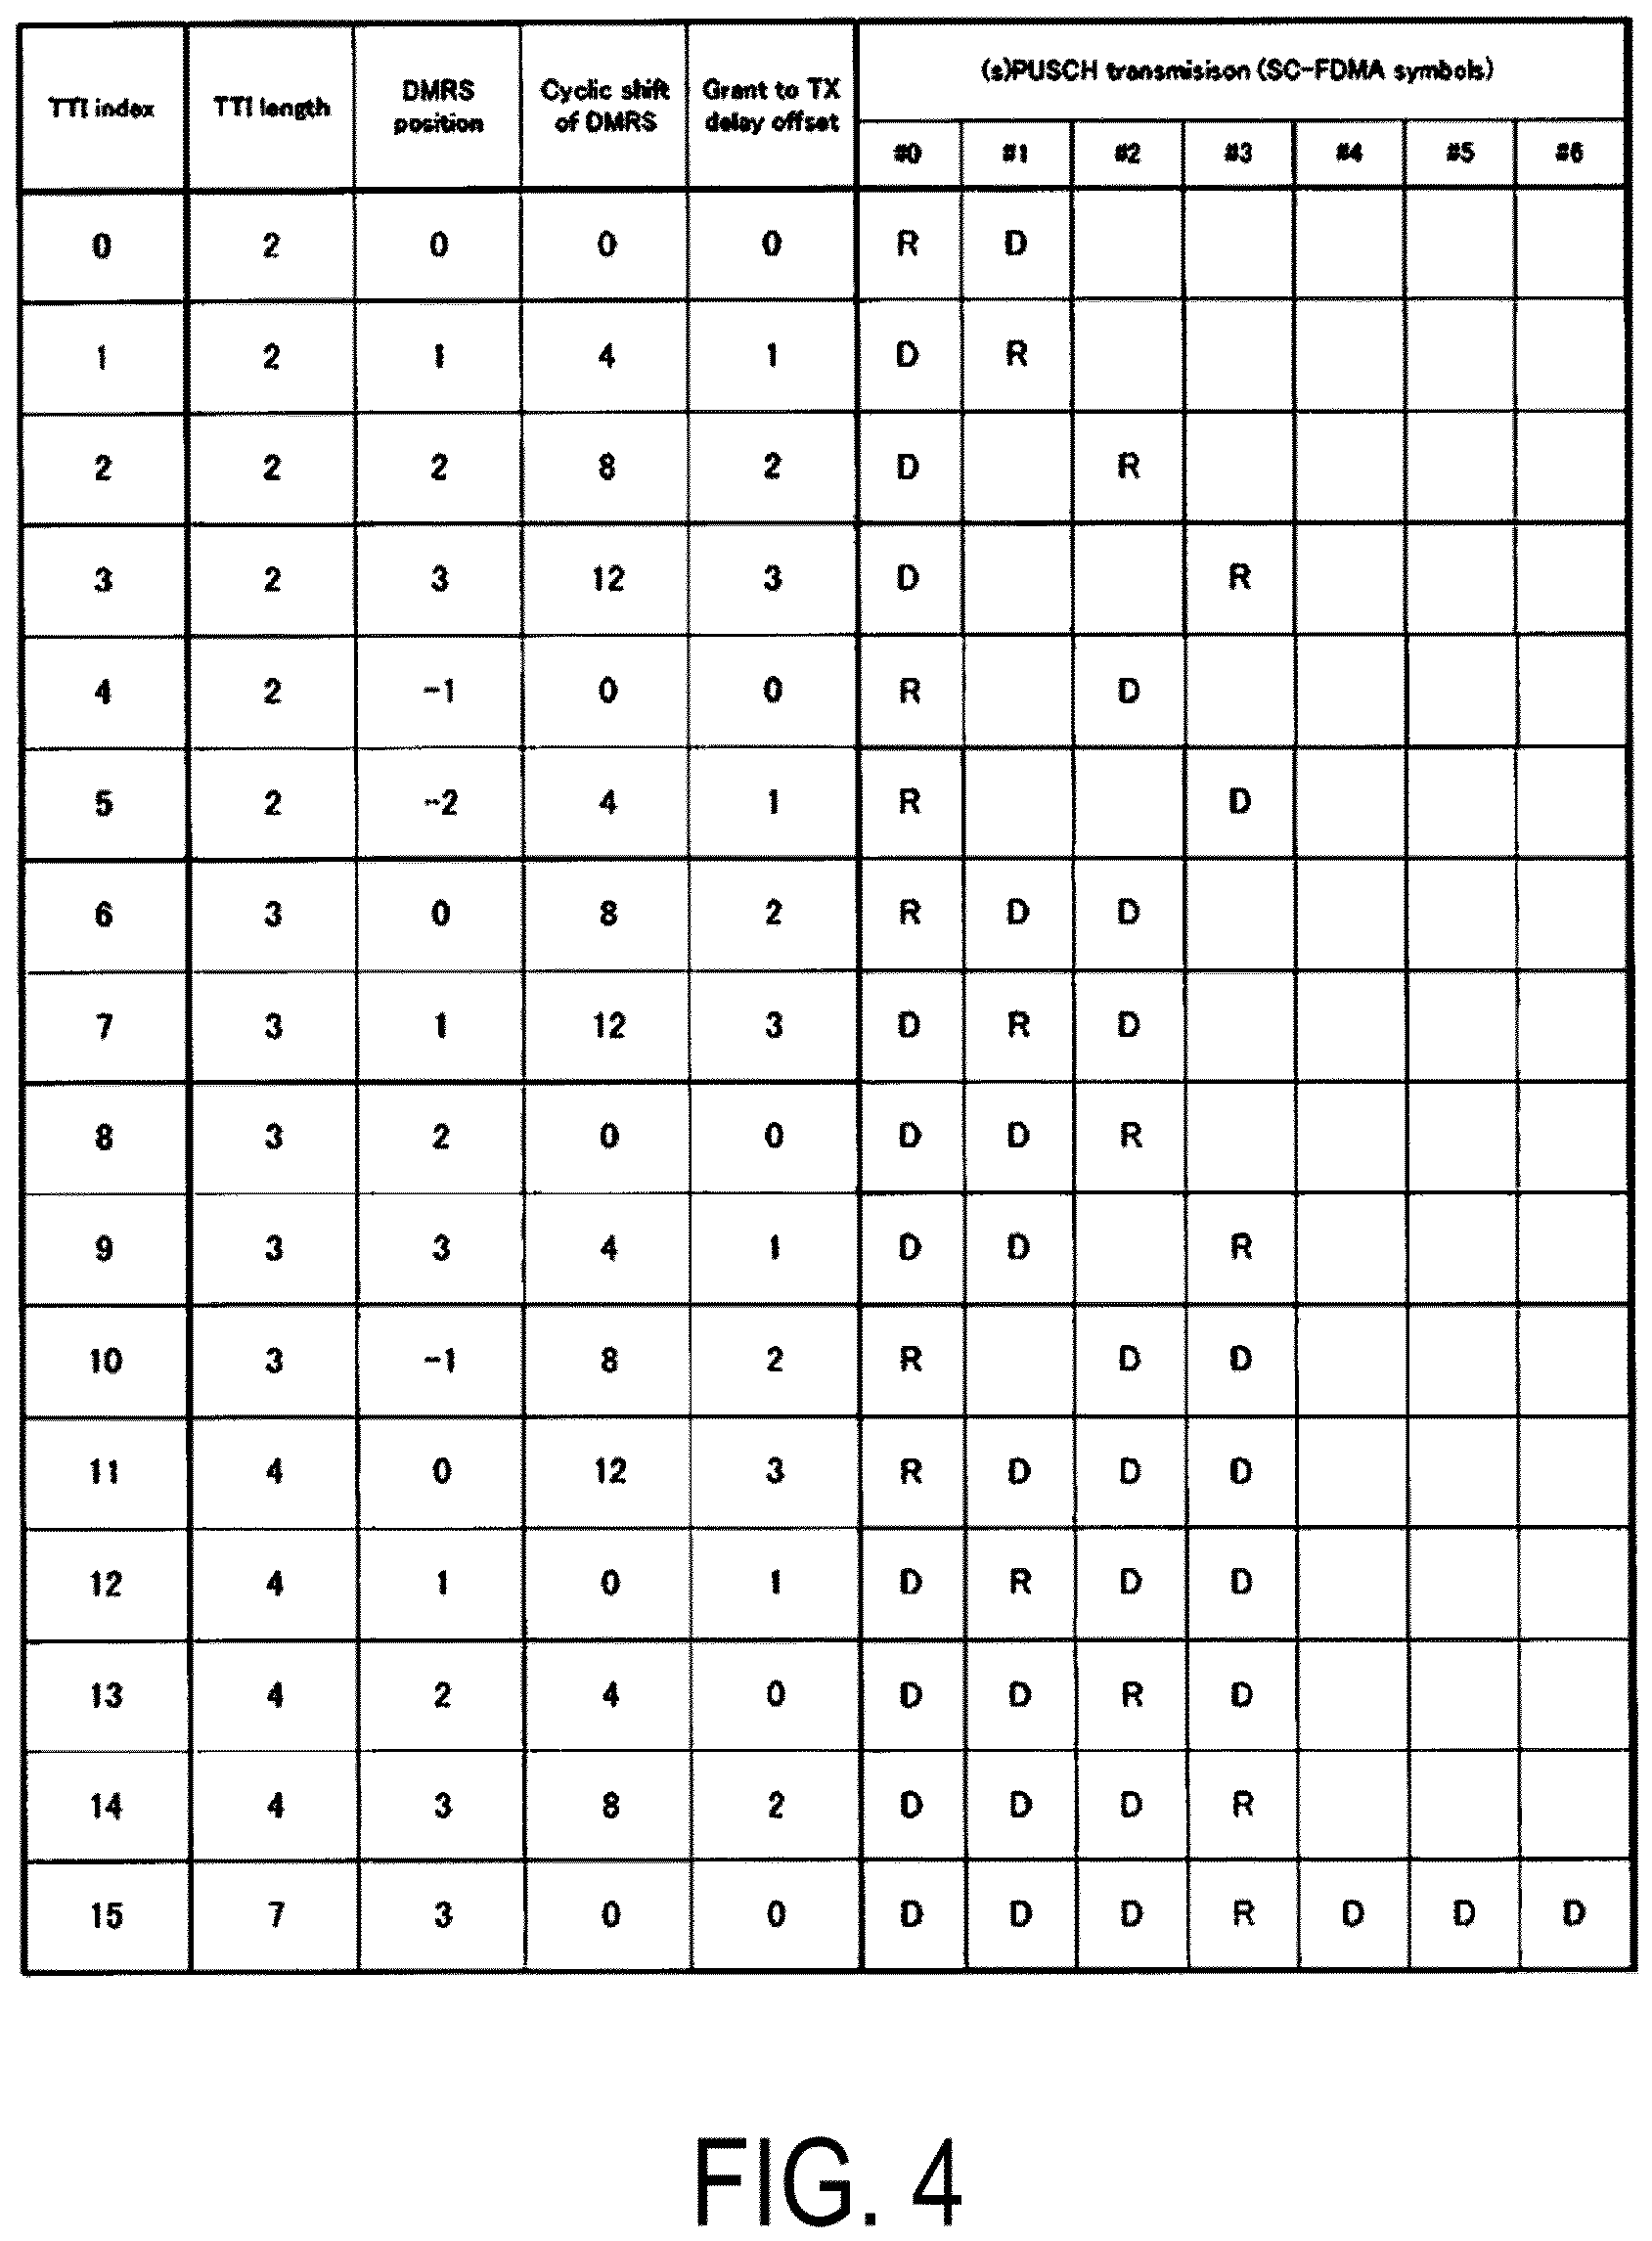 TTI index TTI length DMRS position Cyclic shift of DMRS Grant to TX delay offset (s)PUSCH transmisison (SC-FDMA symbols)
#0 #1 #2 #3 #4 #5 #6
0 2 0 0 0 R D
1 2 1 4 1 D R
2 2 2 8 2 D R
3 2 3 12 3 D R
4 2 -1 0 0 R D
5 2 -2 4 1 R D
6 3 0 8 2 R D D
7 3 1 12 3 D R D
8 3 2 0 0 D D R
9 3 3 4 1 D D R
10 3 -1 8 2 R D D
11 4 0 12 3 R D D D
12 4 1 0 1 D R D D
13 4 2 4 0 D D R D
14 4 3 8 2 D D D R
15 7 3 0 0 D D D R D D D
FIG. 4